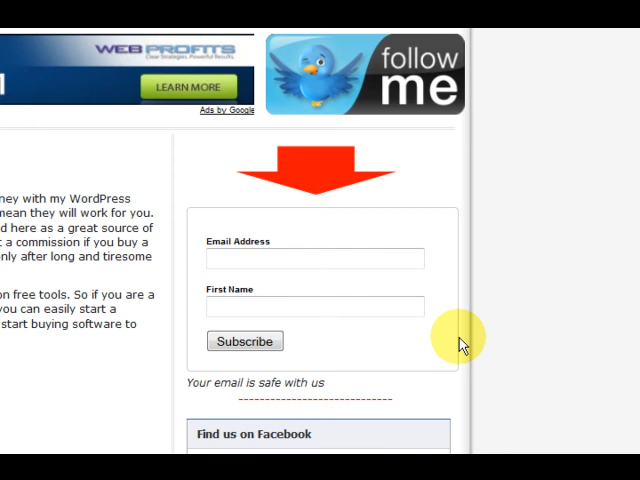 WEB PROFITS
Clear Strategies. Powerful Results.
LEARN MORE
Ads by Google
follow
me
ney with my WordPress
mean they will work for you.
d here as a great source of
t a commission if you buy a
only after long and tiresome
on free tools. So if you are a
you can easily start a
start buying software to
Email Address
First Name
Subscribe
Your email is safe with us
Find us on Facebook